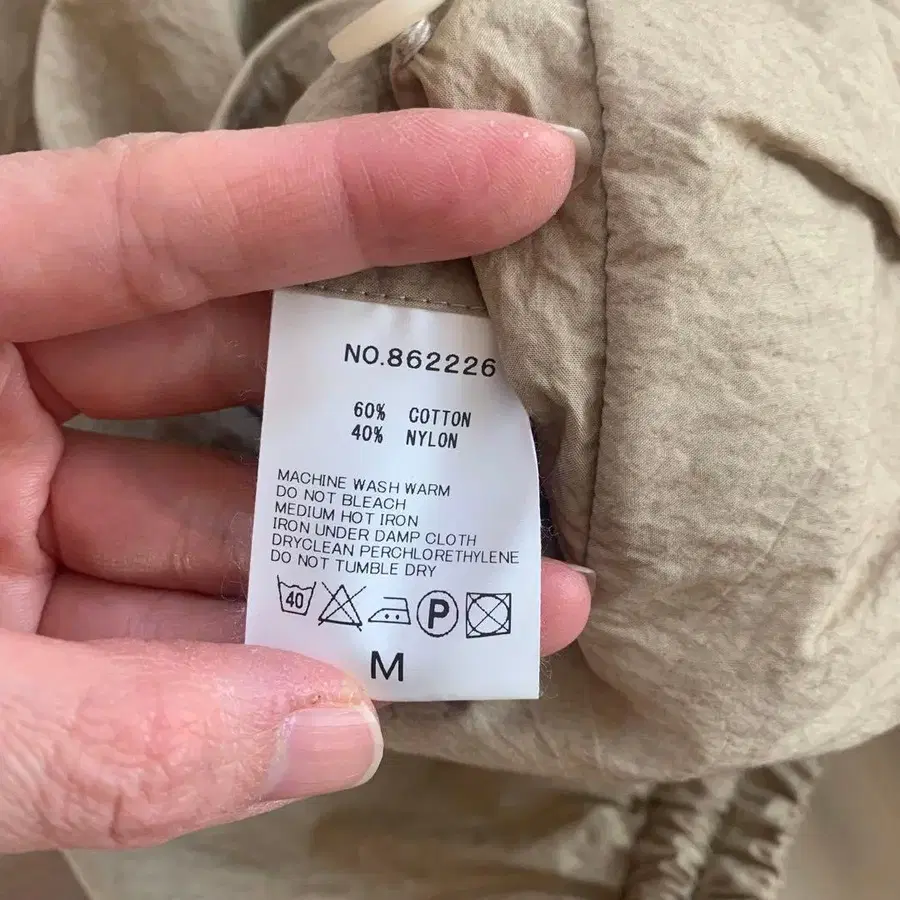 NO.862226
60% COTTON
40% NYLON
MACHINE WASH WARM
DO NOT BLEACH
MEDIUM HOT IRON
IRON UNDER DAMP CLOTH
DRYCLEAN PERCHLORETHYLENE
DO NOT TUMBLE DRY
40 P
M